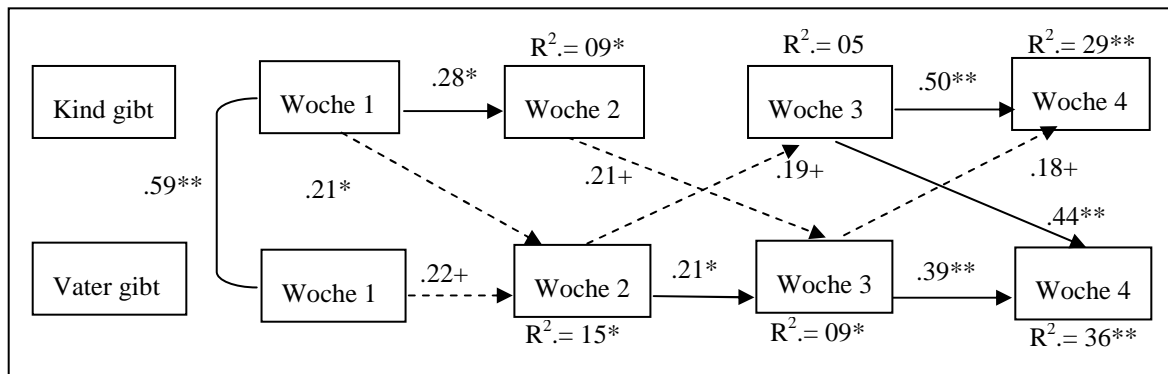 R².= 09*
R².= 05
R².= 29**
Kind gibt
Woche 1
.28*
Woche 2
Woche 3
.50**
Woche 4
.59**
.21*
.21+
.19+
.18+
.44**
Vater gibt
Woche 1
.22+
Woche 2
.21*
Woche 3
.39**
Woche 4
R².= 15*
R².= 09*
R².= 36**